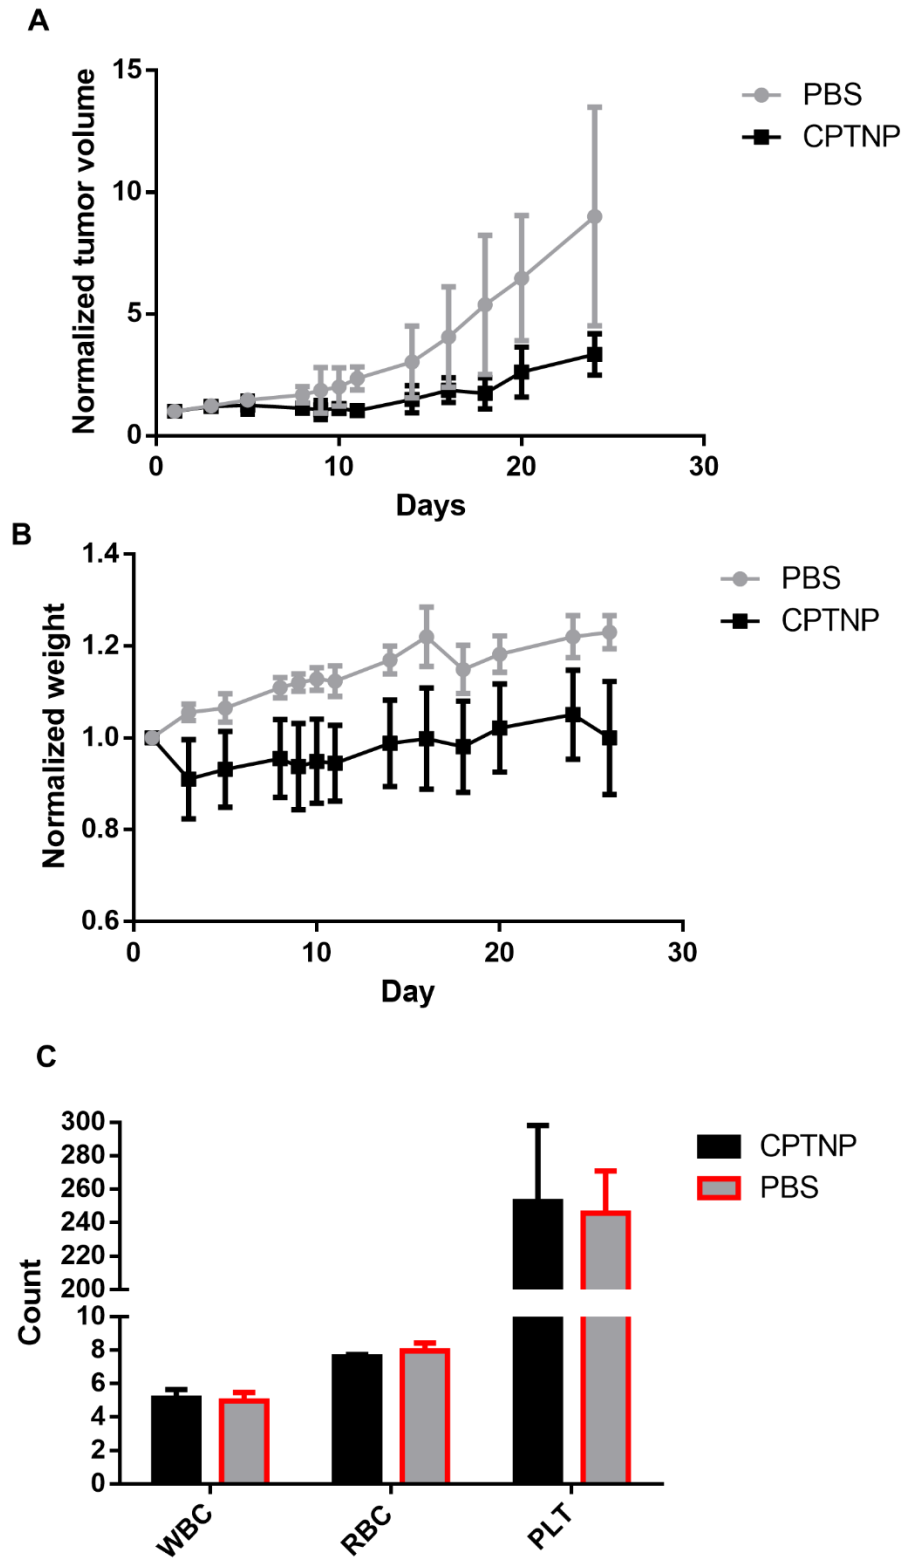 A
Normalized tumor volume
15
10
5
0
0 10 20 30
Days
PBS
CPTNP
B
Normalized weight
1.4
1.2
1.0
0.8
0.6
0 10 20 30
Day
PBS
CPTNP
C
Count
300
280
260
240
220
200
10
8
6
4
2
0
WBC RBC PLT
CPTNP
PBS